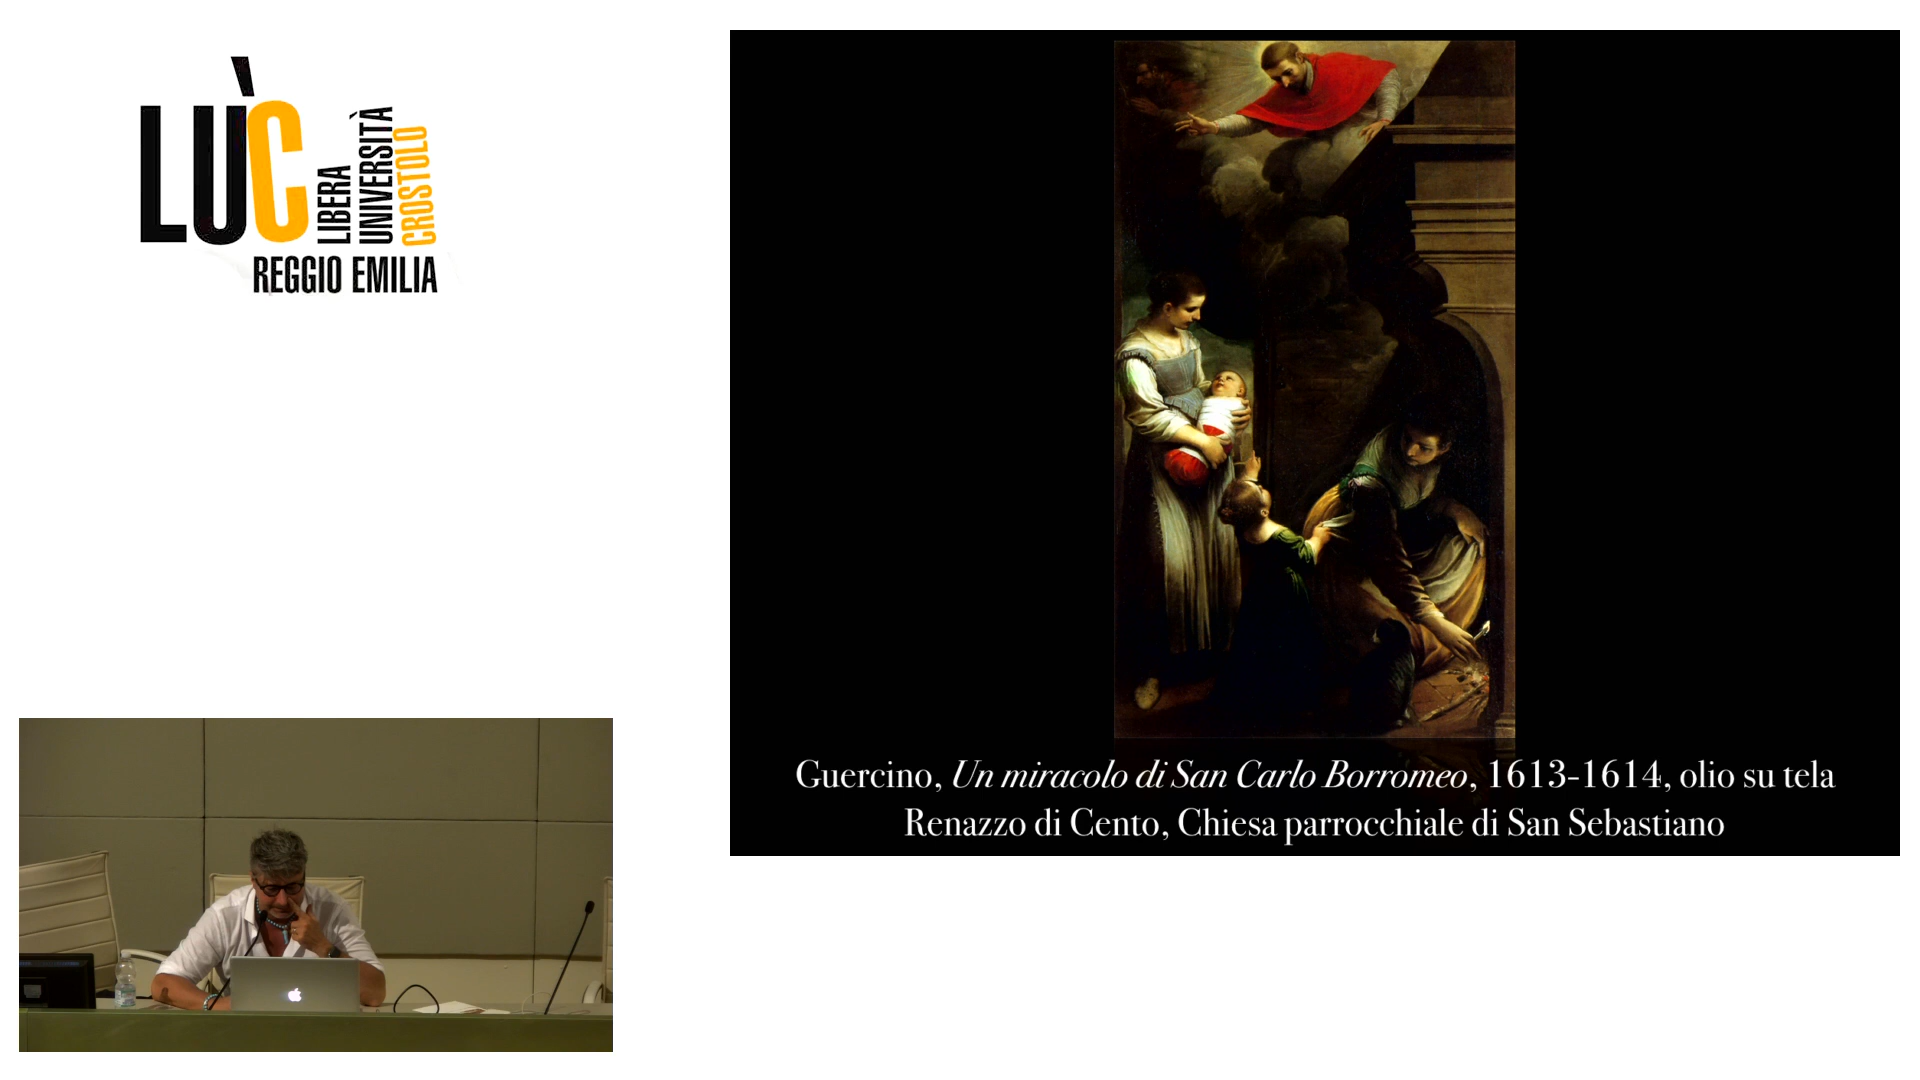 LÙC
LIBERA
UNIVERSITÀ
CROSTOLO
REGGIO EMILIA
Guercino, Un miracolo di San Carlo Borromeo, 1613-1614, olio su tela
Renazzo di Cento, Chiesa parrocchiale di San Sebastiano